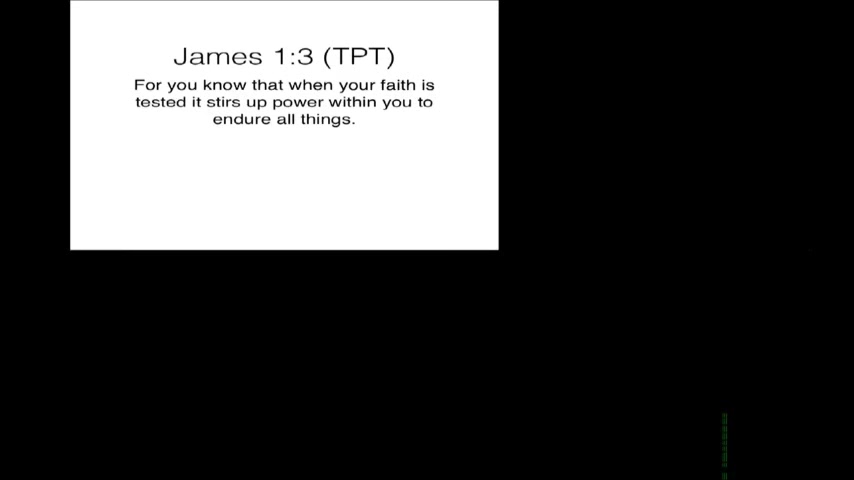 James 1:3 (TPT)
For you know that when your faith is
tested it stirs up power within you to
endure all things.